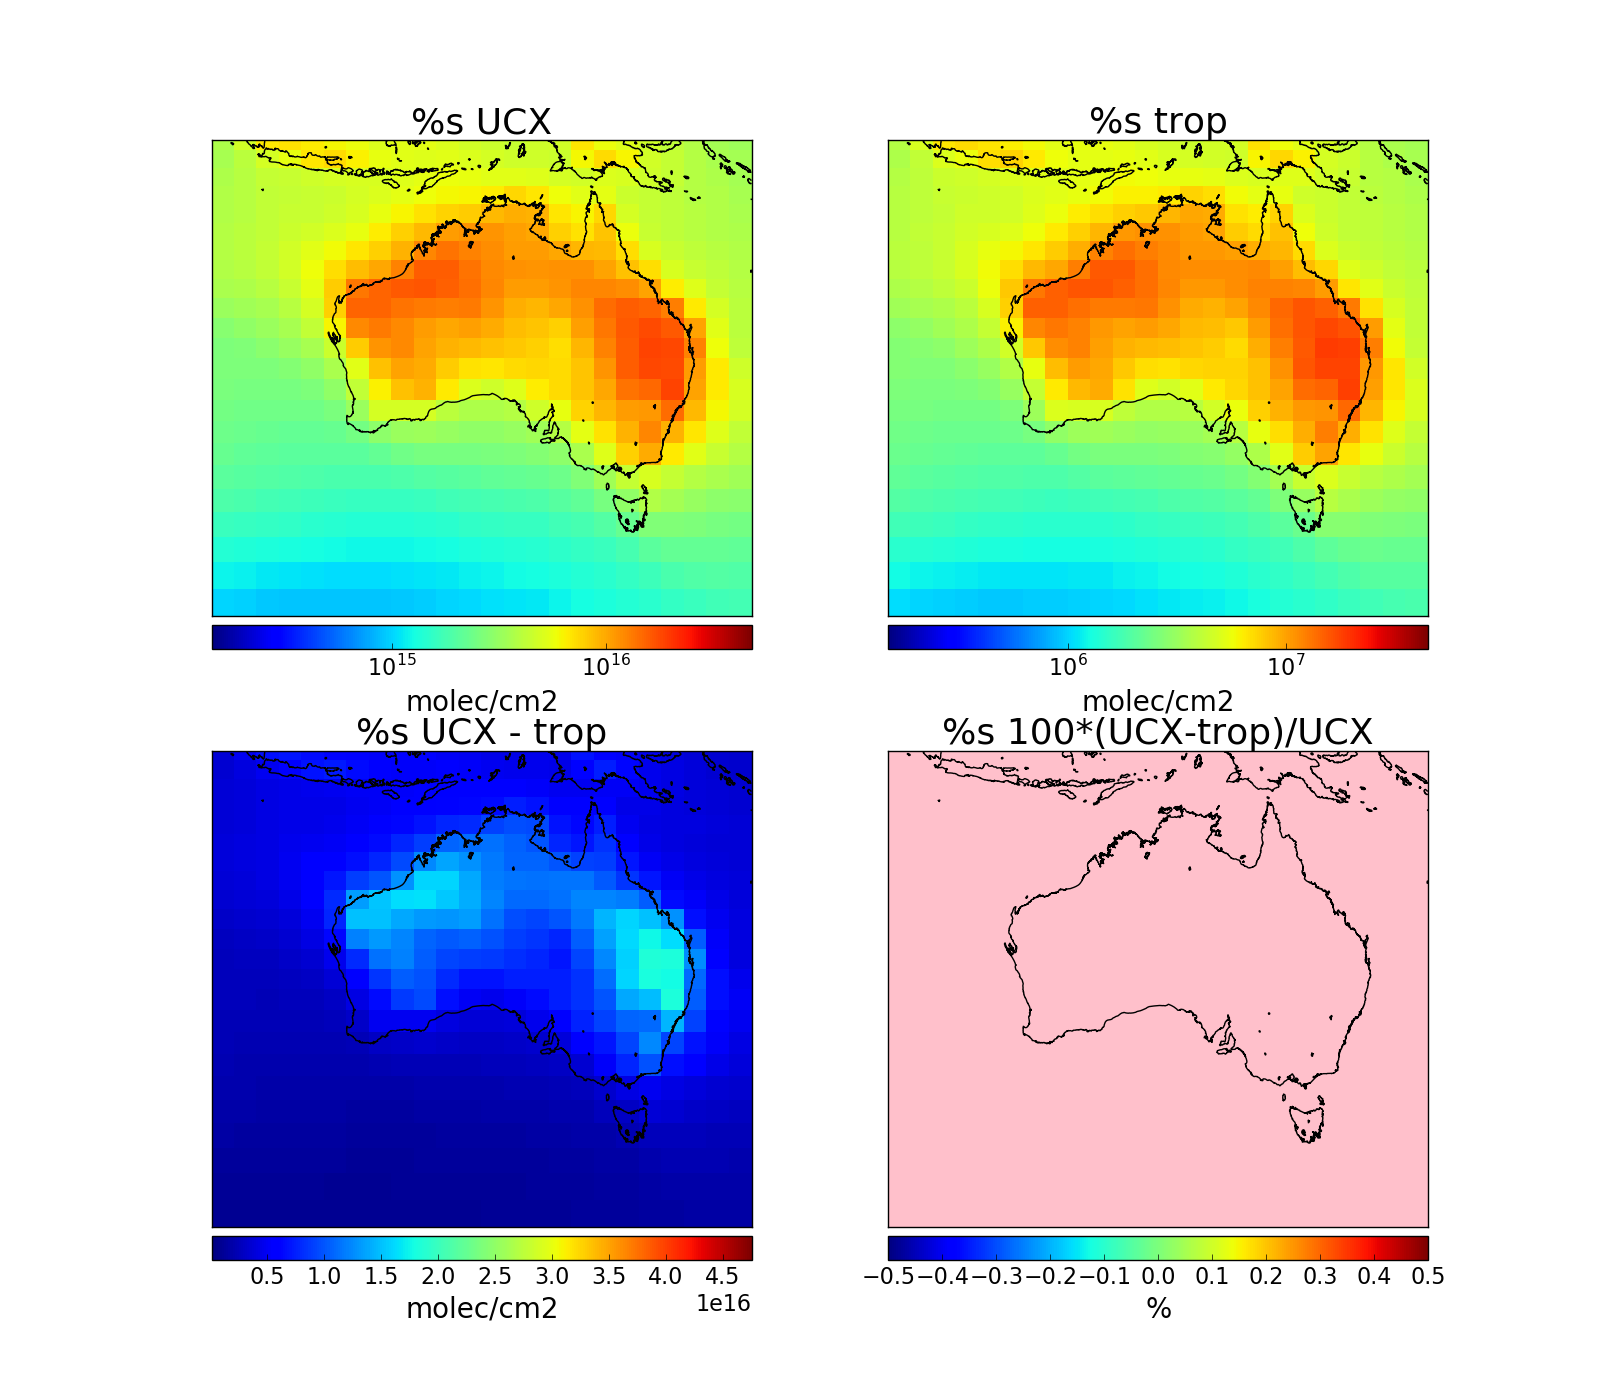 %s UCX
%s trop
10^15 10^16
10^6 10^7
molec/cm2
molec/cm2
%s UCX - trop
%s 100*(UCX-trop)/UCX
0.5 1.0 1.5 2.0 2.5 3.0 3.5 4.0 4.5
−0.5 −0.4 −0.3 −0.2 −0.1 0.0 0.1 0.2 0.3 0.4 0.5
1e16
molec/cm2
%